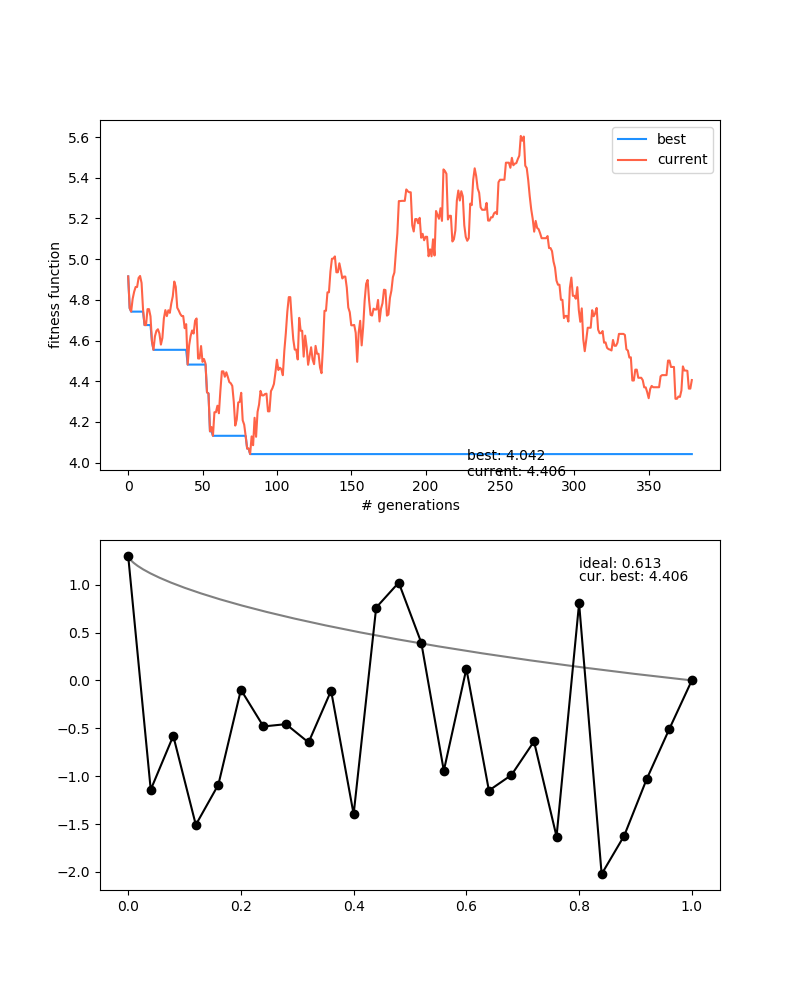 5.6
5.4
5.2
5.0
4.8
4.6
4.4
4.2
4.0
fitness function
best
current
best: 4.042
current: 4.406
0 50 100 150 200 250 300 350
# generations
ideal: 0.613
cur. best: 4.406
1.0
0.5
0.0
−0.5
−1.0
−1.5
−2.0
0.0 0.2 0.4 0.6 0.8 1.0